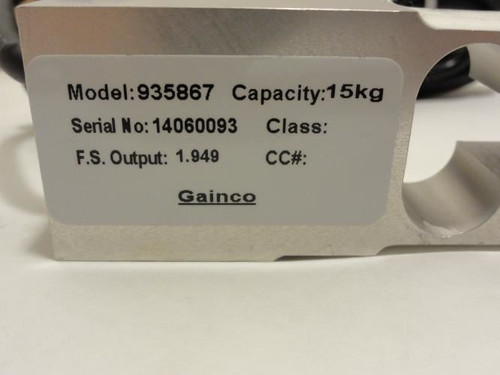 Model:935867 Capacity:15kg
Serial No:14060093 Class:
F.S. Output: 1.949 CC#:
Gainco